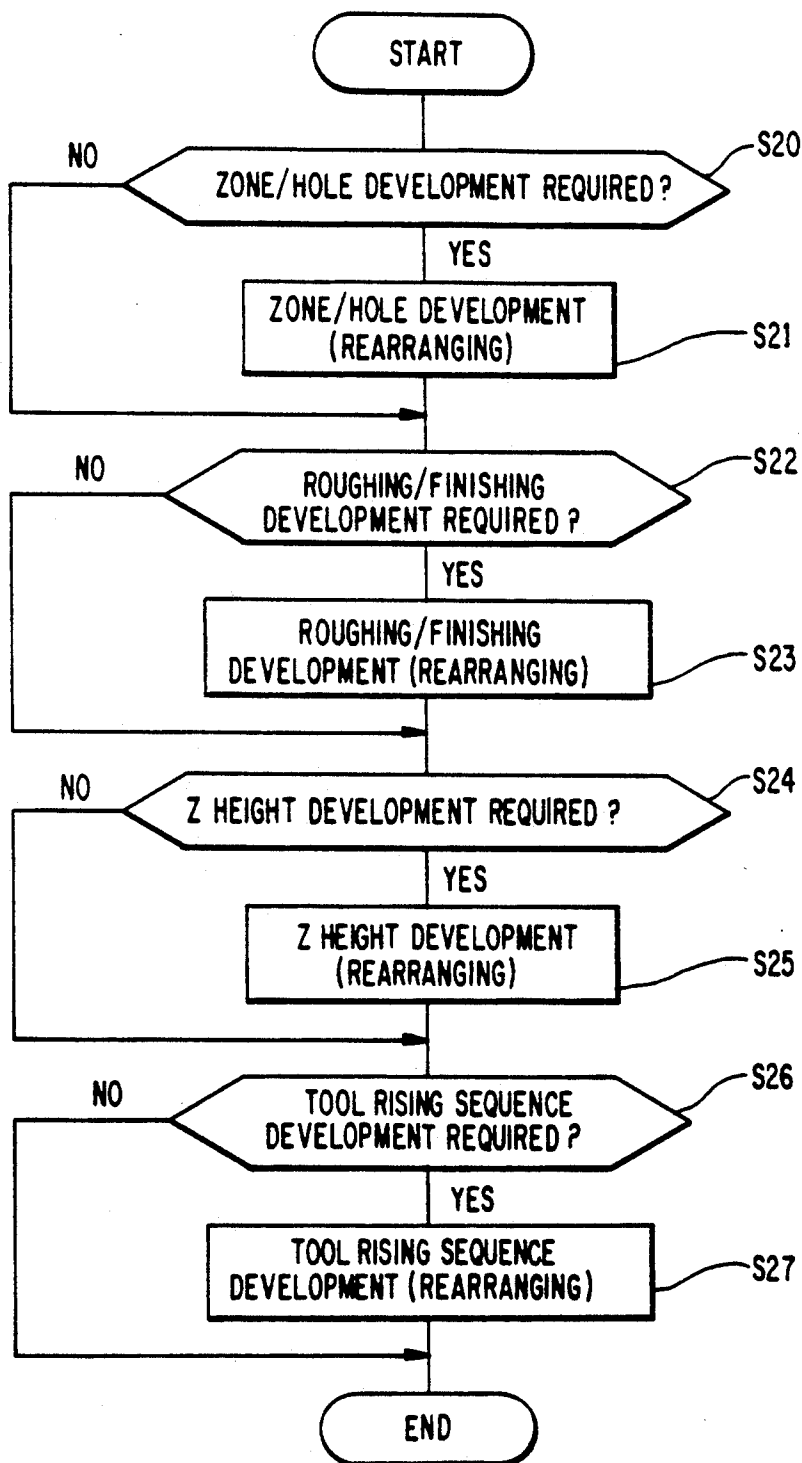 START
NO
S20
ZONE/HOLE DEVELOPMENT REQUIRED ?
YES
ZONE/HOLE DEVELOPMENT
(REARRANGING)
S21
NO
S22
ROUGHING/FINISHING
DEVELOPMENT REQUIRED ?
YES
ROUGHING/FINISHING
DEVELOPMENT (REARRANGING)
S23
NO
S24
Z HEIGHT DEVELOPMENT REQUIRED ?
YES
Z HEIGHT DEVELOPMENT
(REARRANGING)
S25
NO
S26
TOOL RISING SEQUENCE
DEVELOPMENT REQUIRED ?
YES
TOOL RISING SEQUENCE
DEVELOPMENT (REARRANGING)
S27
END